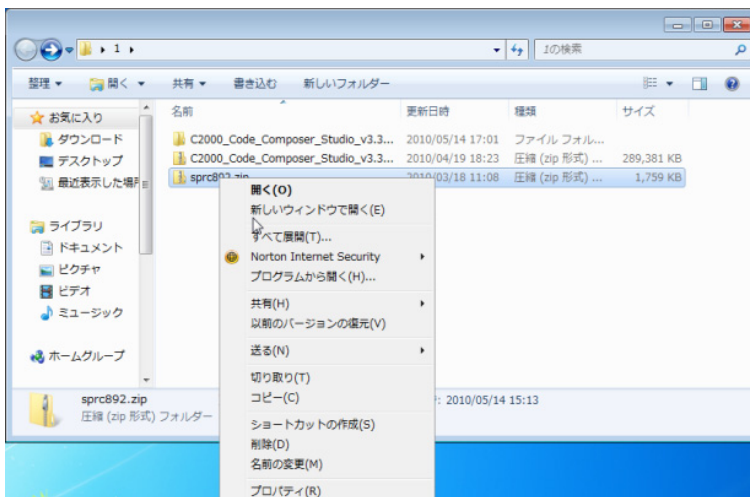 1
1の検索
整理 開く 共有 書き込む 新しいフォルダー
お気に入り
ダウンロード
デスクトップ
最近表示した場所
ライブラリ
ドキュメント
ピクチャ
ビデオ
ミュージック
ホームグループ
名前 更新日時 種類 サイズ
C2000_Code_Composer_Studio_v3.3... 2010/05/14 17:01 ファイル フォル...
C2000_Code_Composer_Studio_v3.3... 2010/04/19 18:23 圧縮 (zip 形式) ... 289,381 KB
sprc892.zip 2010/03/18 11:08 圧縮 (zip 形式) ... 1,759 KB
開く(O)
新しいウィンドウで開く(E)
すべて展開(T)...
Norton Internet Security
プログラムから開く(H)...
共有(H)
以前のバージョンの復元(V)
送る(N)
切り取り(T)
コピー(C)
ショートカットの作成(S)
削除(D)
名前の変更(M)
プロパティ(R)
sprc892.zip
圧縮 (zip 形式) フォルダー
: 2010/05/14 15:13